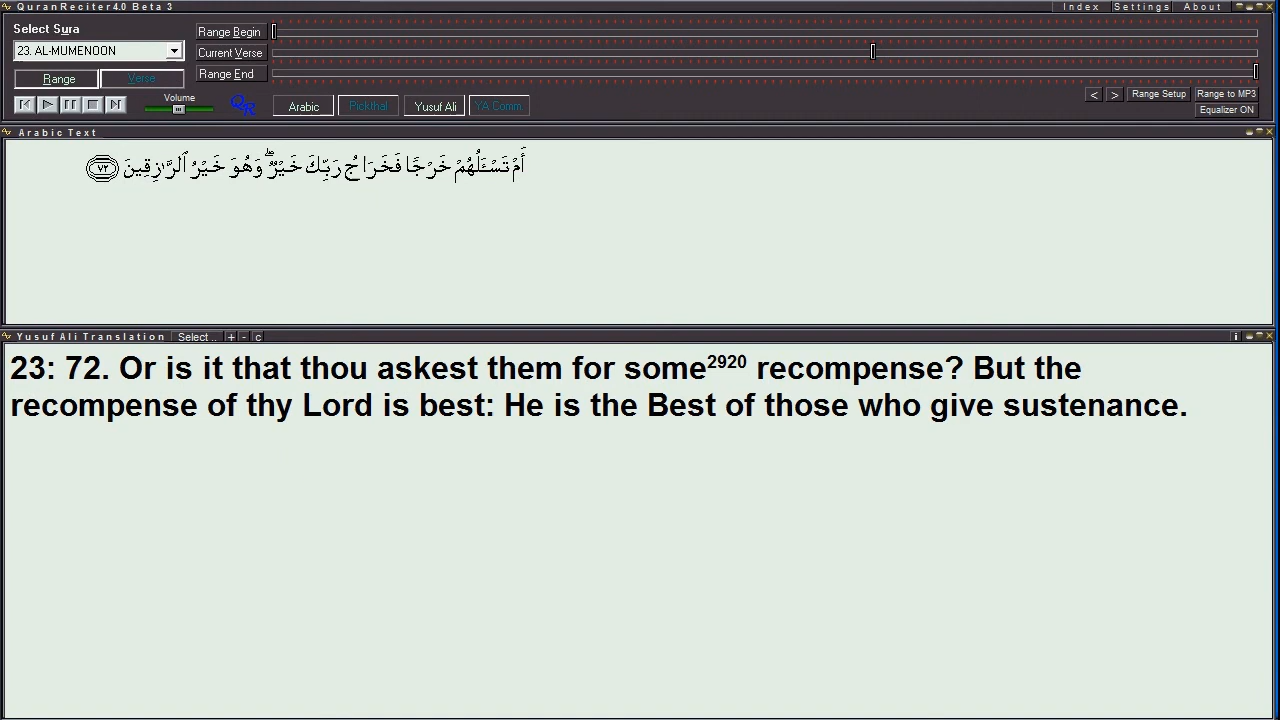 QuranReciter4.0 Beta 3
Index Settings About
Select Sura
23. AL-MUMENOON
Range Verse
Range Begin
Current Verse
Range End
Volume
QR
Arabic Pickthal Yusuf Ali YA Comm.
< > Range Setup Range to MP3
Equalizer ON
Arabic Text
أَمْ تَسْـَٔلُهُمْ خَرْجًا فَخَرَاجُ رَبِّكَ خَيْرٌ ۖ وَهُوَ خَيْرُ ٱلرَّٰزِقِينَ ٧٢
Yusuf Ali Translation Select .. + - c i
23: 72. Or is it that thou askest them for some2920 recompense? But the
recompense of thy Lord is best: He is the Best of those who give sustenance.